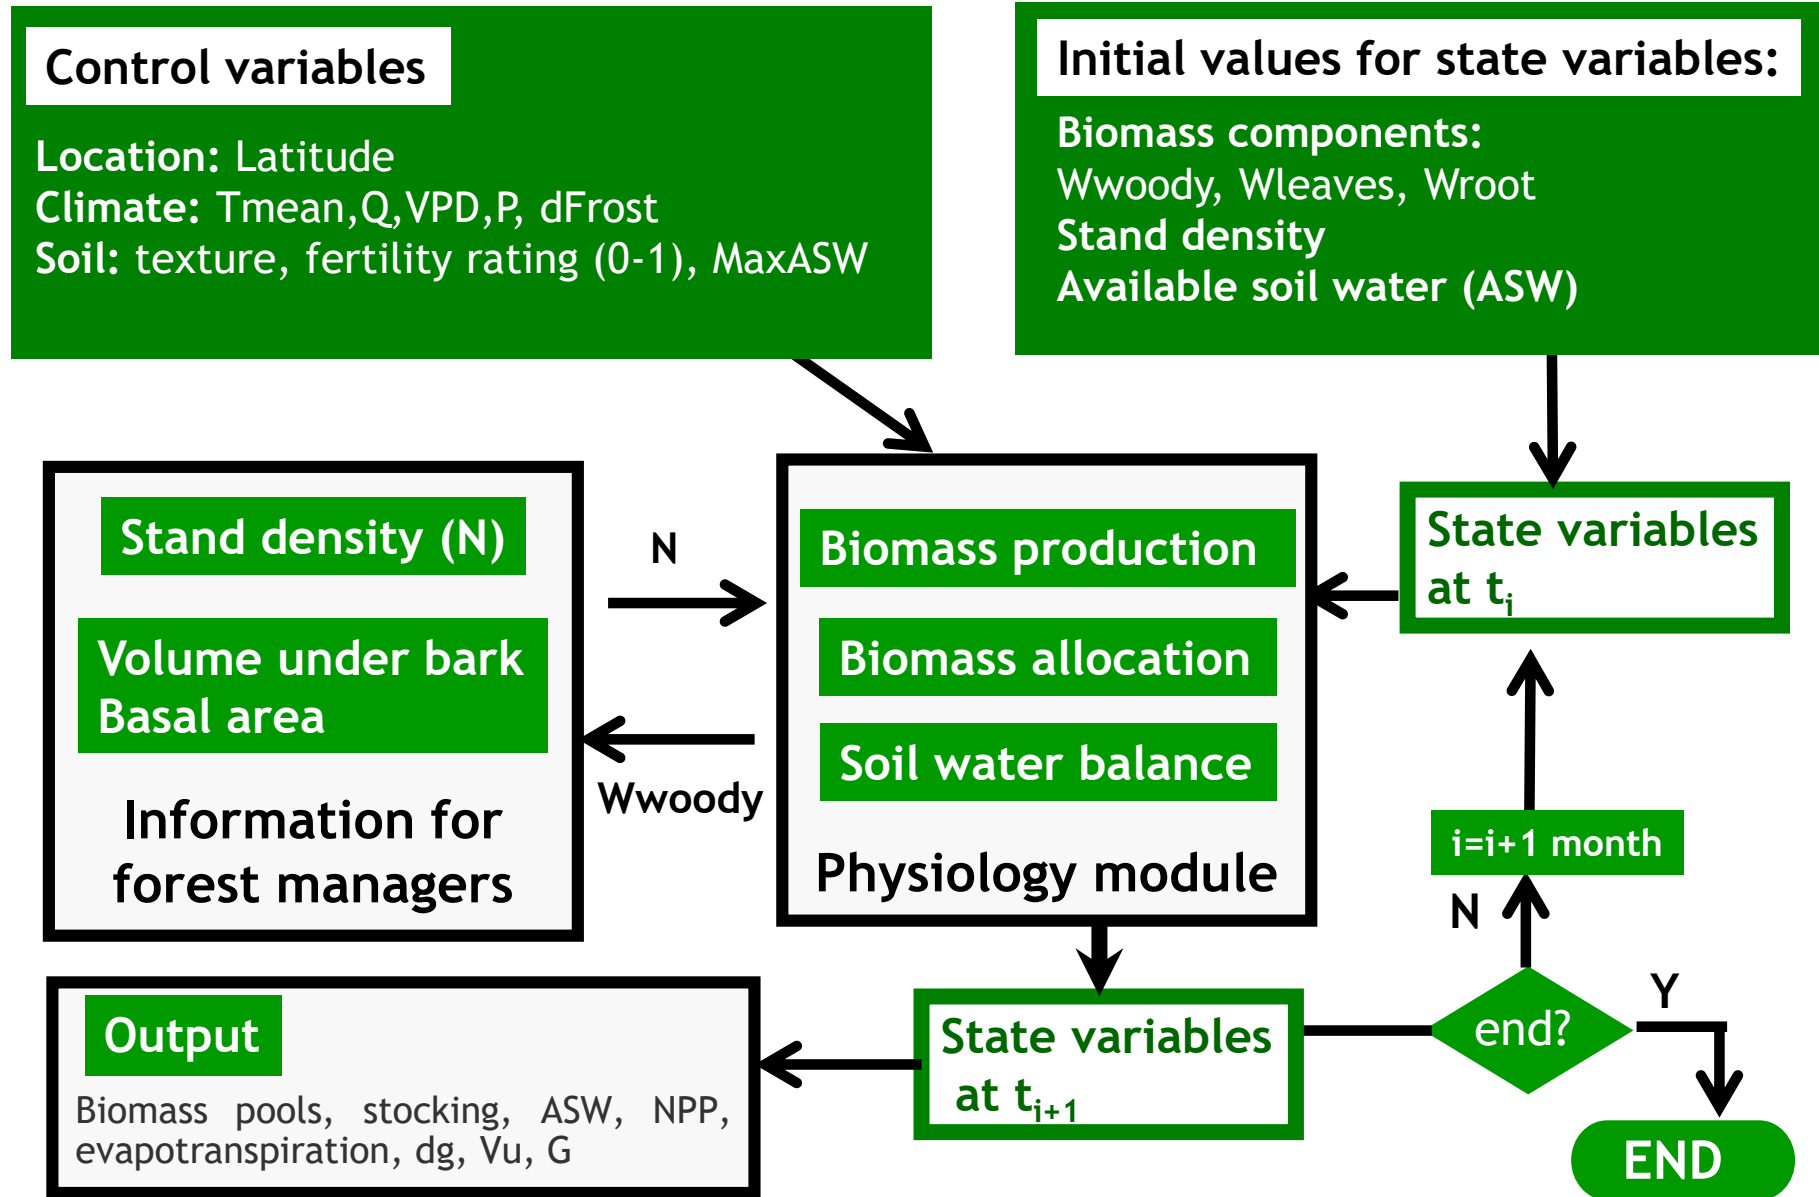 Control variables
Location: Latitude
Climate: Tmean,Q,VPD,P, dFrost
Soil: texture, fertility rating (0-1), MaxASW
Initial values for state variables:
Biomass components:
Wwoody, Wleaves, Wroot
Stand density
Available soil water (ASW)
Stand density (N)
Volume under bark
Basal area
Information for
forest managers
N
Wwoody
Biomass production
Biomass allocation
Soil water balance
Physiology module
State variables
at tᵢ
i=i+1 month
N
Y
end?
END
State variables
at tᵢ₊₁
Output
Biomass pools, stocking, ASW, NPP,
evapotranspiration, dg, Vu, G